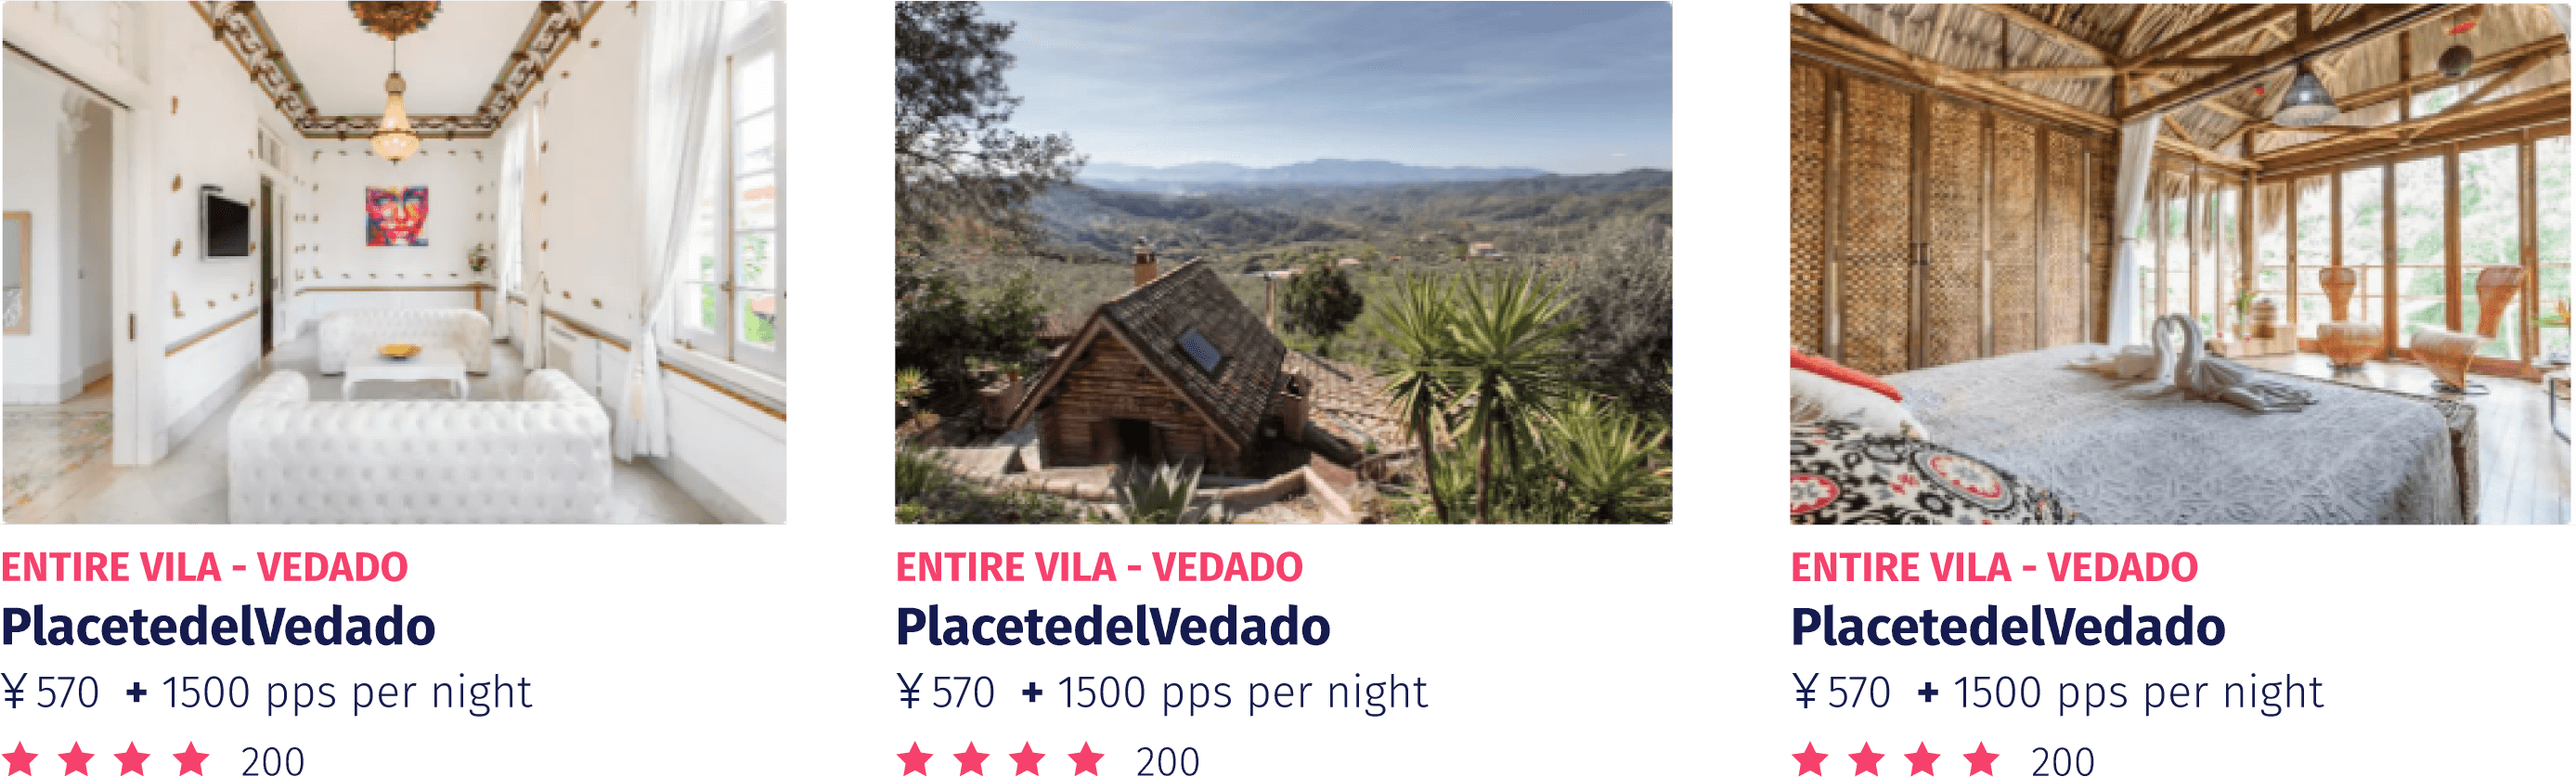 ENTIRE VILA - VEDADO
PlacetedelVedado
¥ 570 + 1500 pps per night
200
ENTIRE VILA - VEDADO
PlacetedelVedado
¥ 570 + 1500 pps per night
200
ENTIRE VILA - VEDADO
PlacetedelVedado
¥ 570 + 1500 pps per night
200